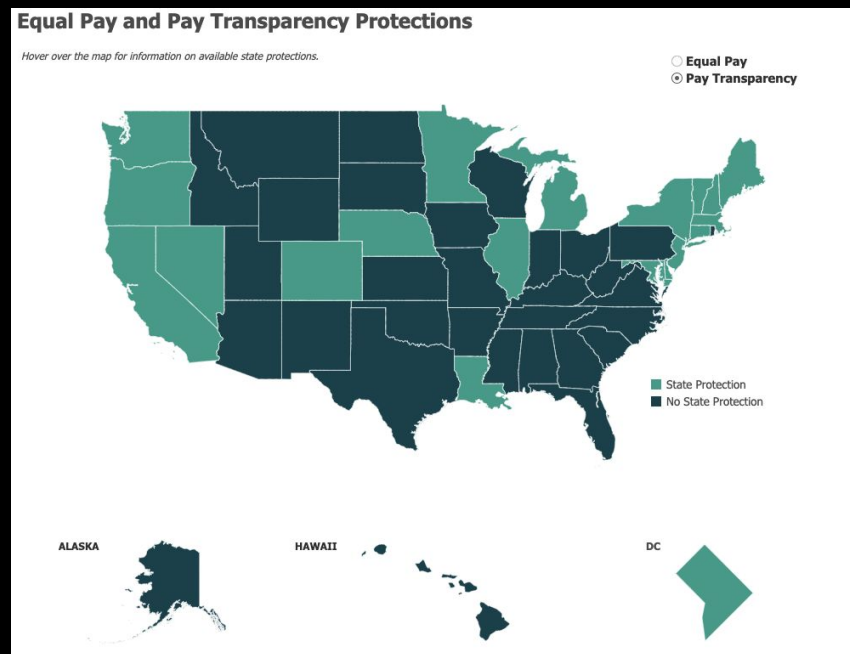 Equal Pay and Pay Transparency Protections
Hover over the map for information on available state protections.
Equal Pay
Pay Transparency
State Protection
No State Protection
ALASKA
HAWAII
DC